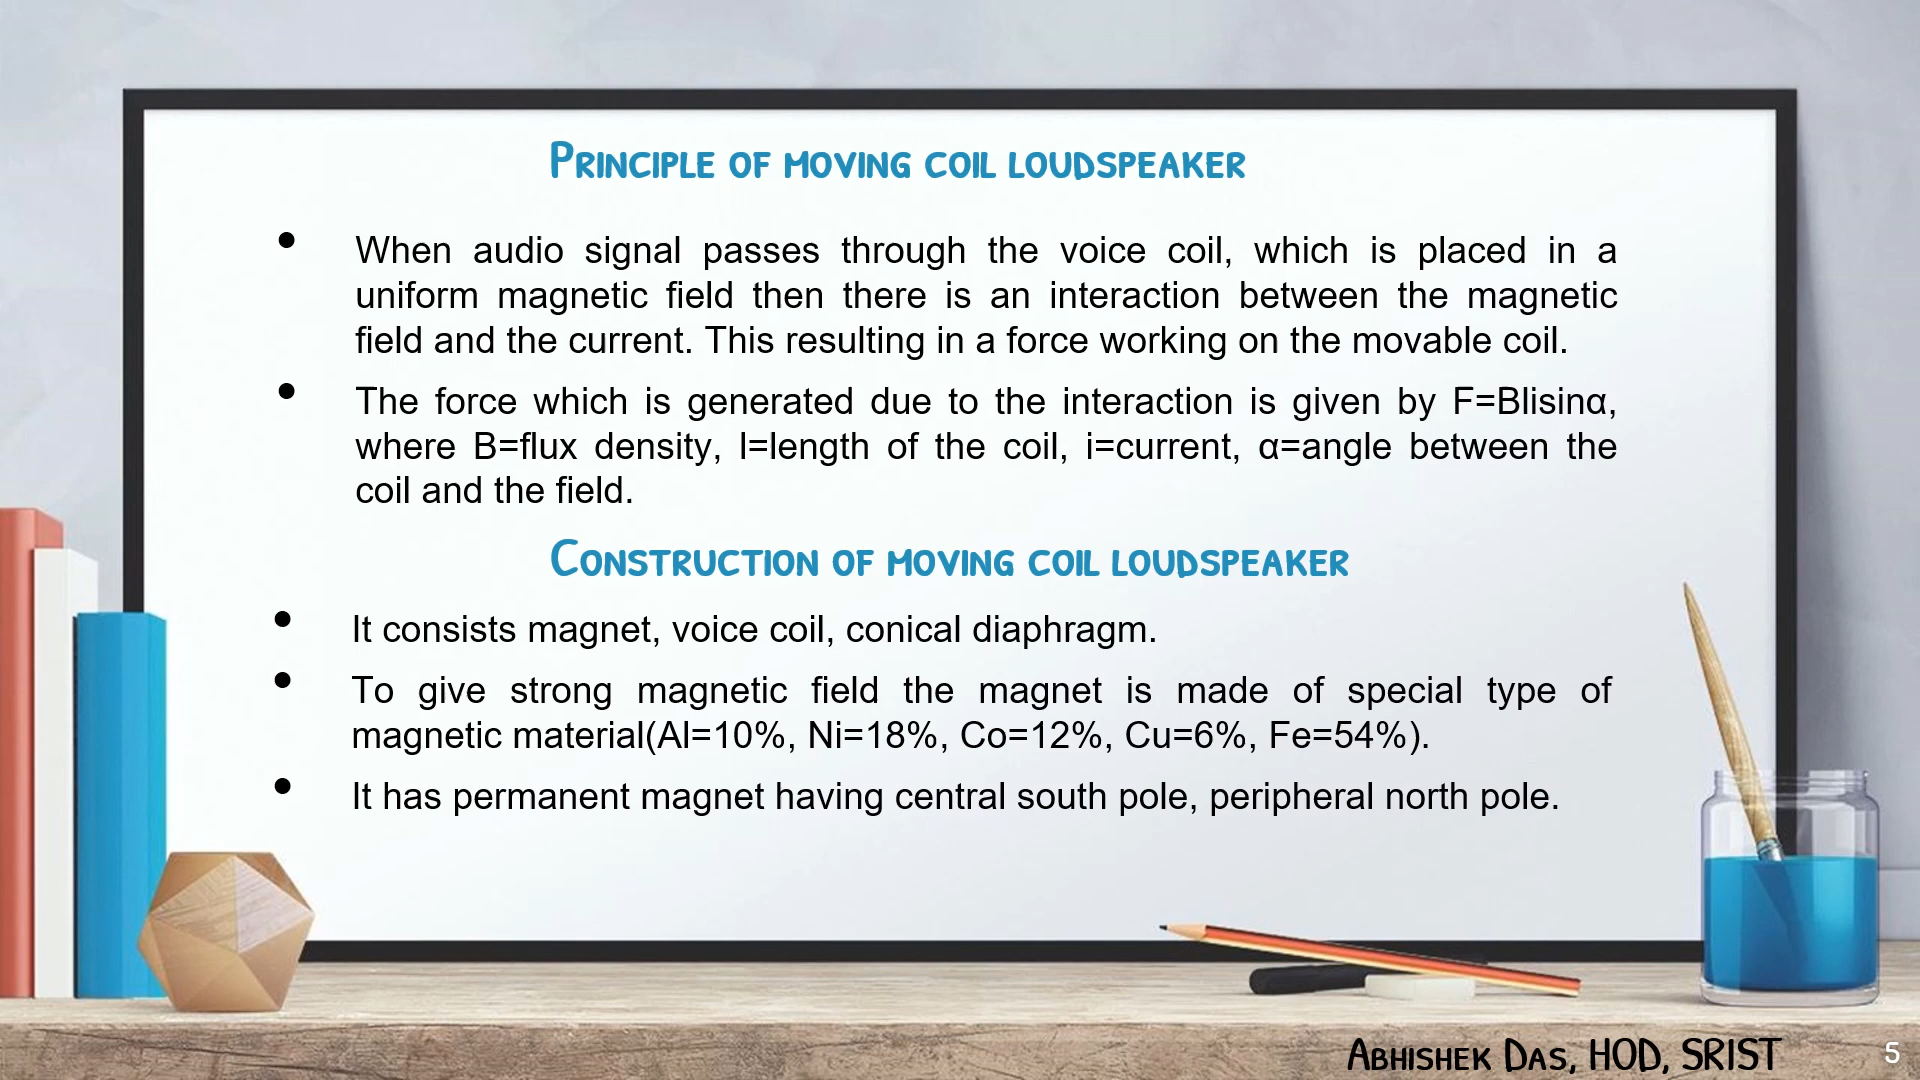 Principle of moving coil loudspeaker
• When audio signal passes through the voice coil, which is placed in a
uniform magnetic field then there is an interaction between the magnetic
field and the current. This resulting in a force working on the movable coil.
• The force which is generated due to the interaction is given by F=Blisinα,
where B=flux density, l=length of the coil, i=current, α=angle between the
coil and the field.
Construction of moving coil loudspeaker
• It consists magnet, voice coil, conical diaphragm.
• To give strong magnetic field the magnet is made of special type of
magnetic material(Al=10%, Ni=18%, Co=12%, Cu=6%, Fe=54%).
• It has permanent magnet having central south pole, peripheral north pole.
Abhishek Das, HOD, SRIST
5